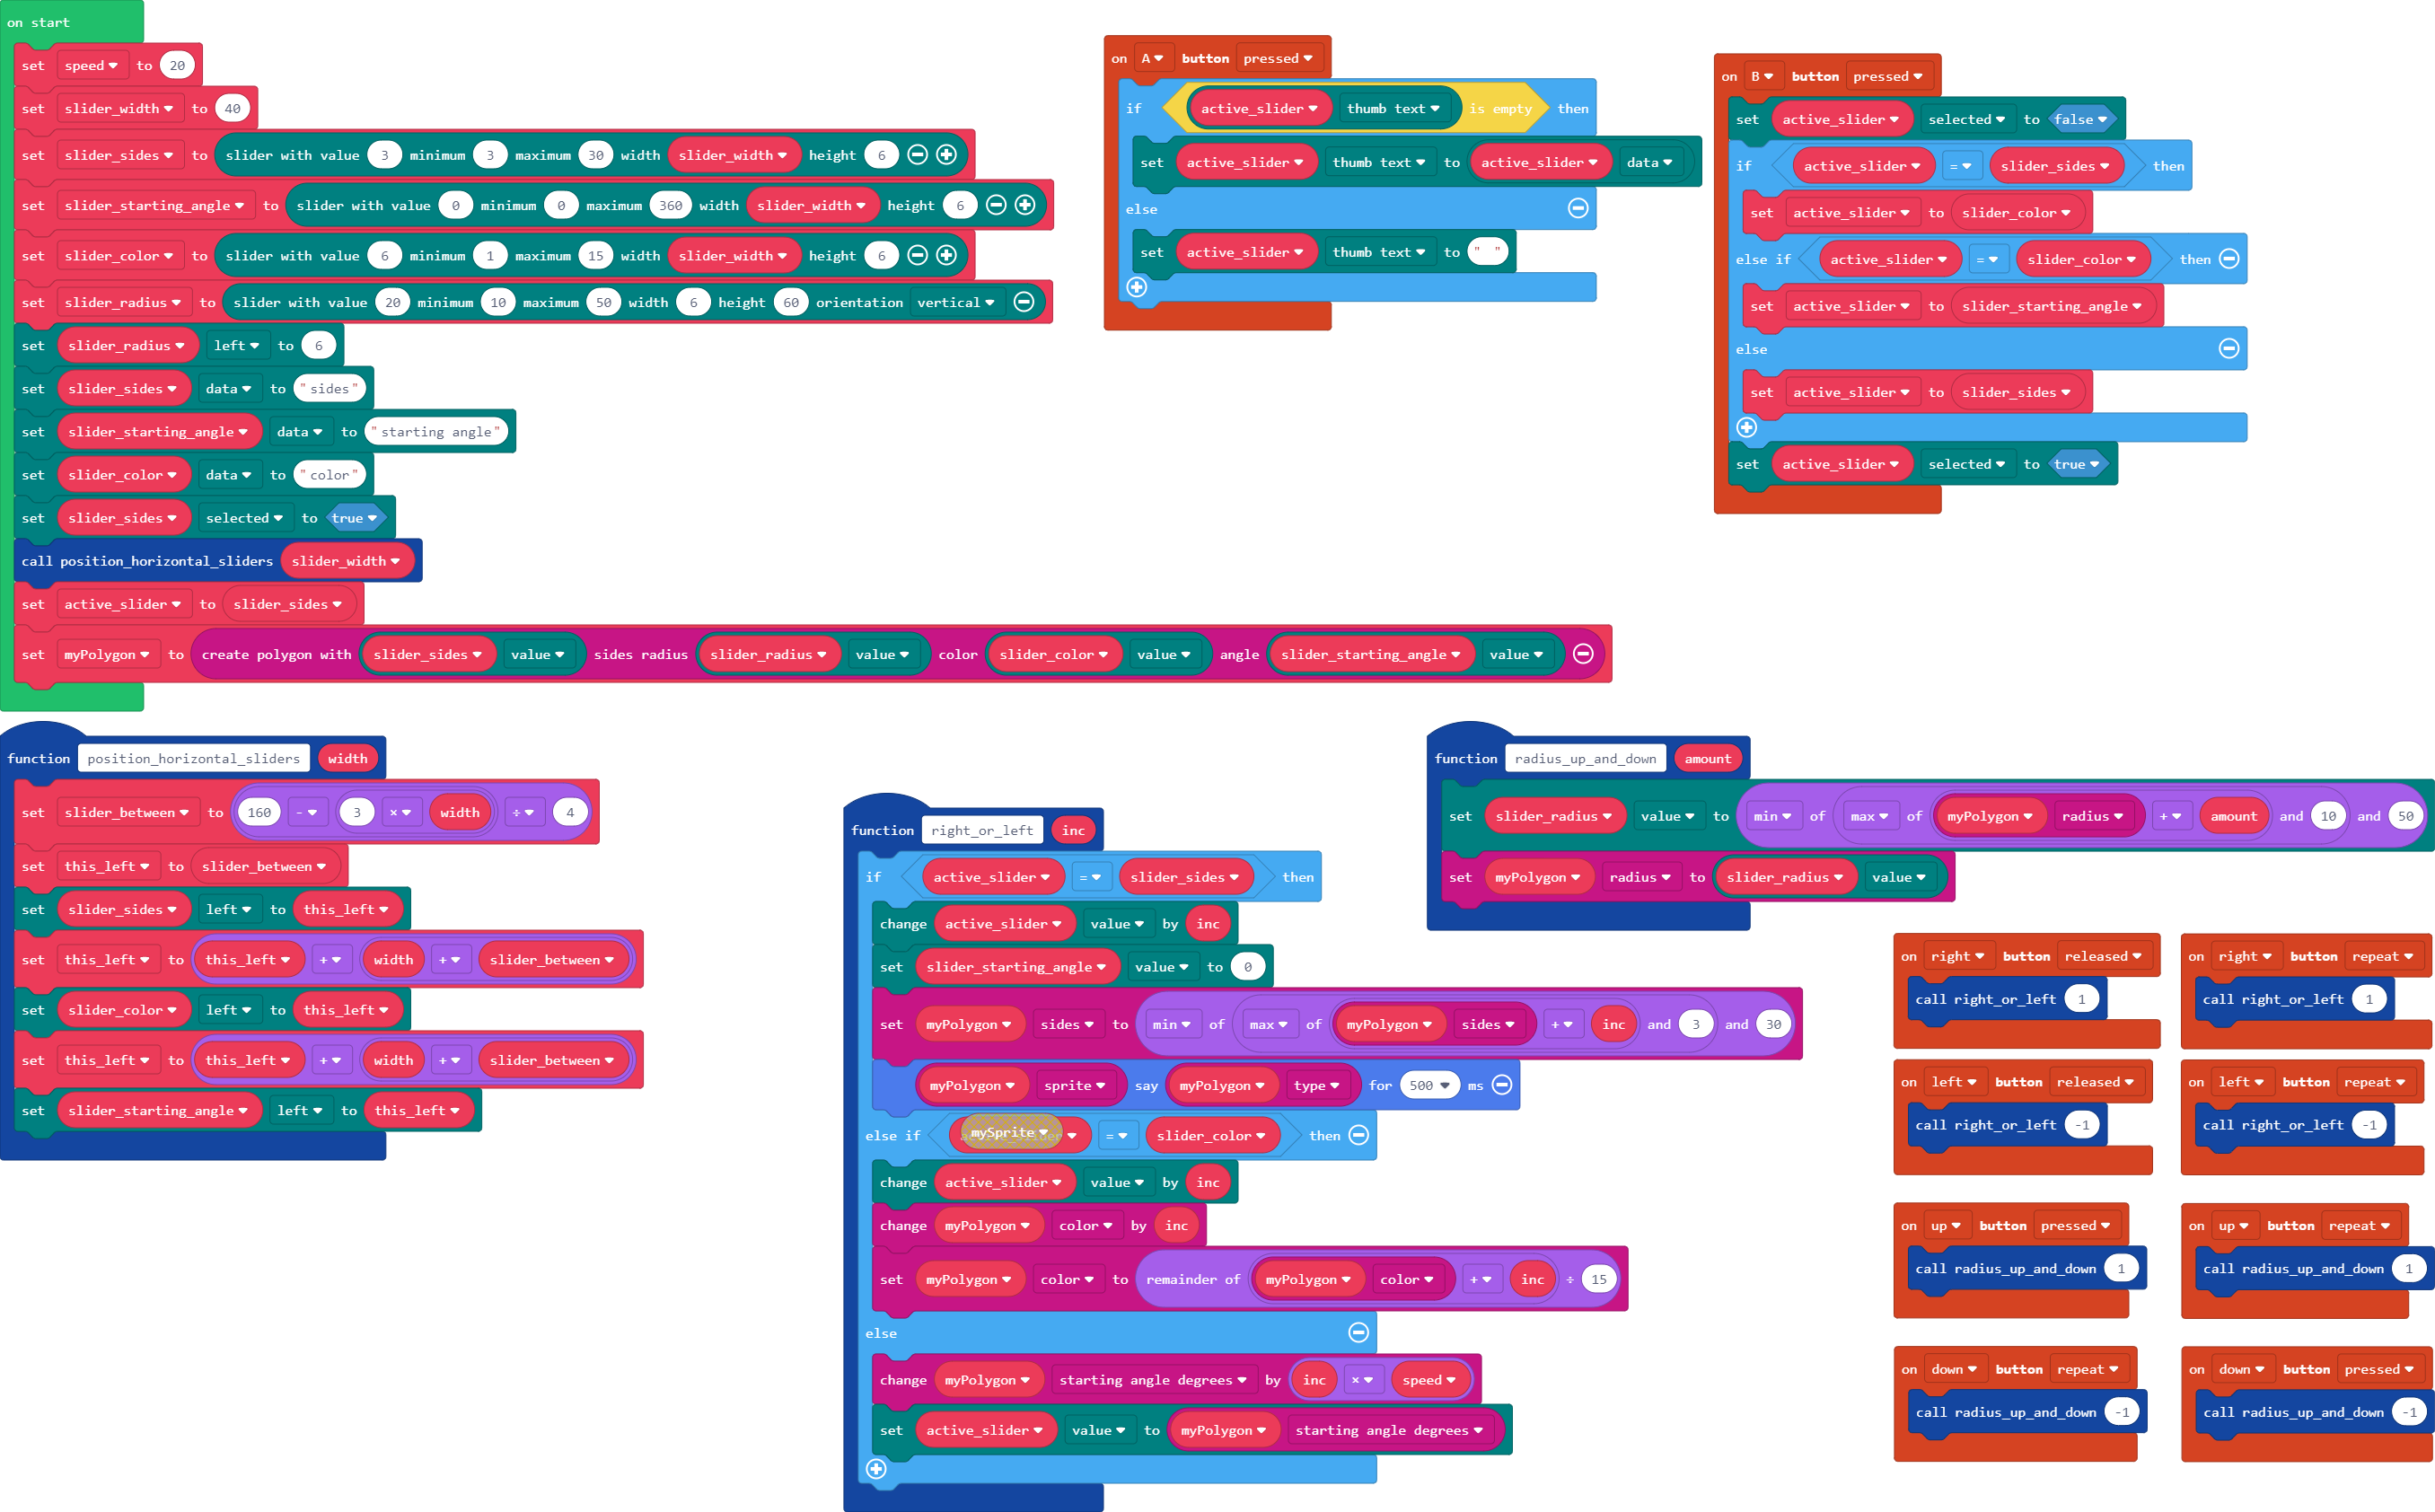 on start
set speed to 20
set slider_width to 40
set slider_sides to slider with value 3 minimum 3 maximum 30 width slider_width height 6
set slider_starting_angle to slider with value 0 minimum 0 maximum 360 width slider_width height 6
set slider_color to slider with value 6 minimum 1 maximum 15 width slider_width height 6
set slider_radius to slider with value 20 minimum 10 maximum 50 width 6 height 60 orientation vertical
set slider_radius left to 6
set slider_sides data to "sides"
set slider_starting_angle data to "starting angle"
set slider_color data to "color"
set slider_sides selected to true
call position_horizontal_sliders slider_width
set active_slider to slider_sides
set myPolygon to create polygon with slider_sides value sides radius slider_radius value color slider_color value angle slider_starting_angle value
on A button pressed
if active_slider thumb text is empty then
set active_slider thumb text to active_slider data
else
set active_slider thumb text to " "
on B button pressed
set active_slider selected to false
if active_slider = slider_sides then
set active_slider to slider_color
else if active_slider = slider_color then
set active_slider to slider_starting_angle
else
set active_slider to slider_sides
set active_slider selected to true
function position_horizontal_sliders width
set slider_between to 160 - 3 × width ÷ 4
set this_left to slider_between
set slider_sides left to this_left
set this_left to this_left + width + slider_between
set slider_color left to this_left
set this_left to this_left + width + slider_between
set slider_starting_angle left to this_left
function right_or_left inc
if active_slider = slider_sides then
change active_slider value by inc
set slider_starting_angle value to 0
set myPolygon sides to min of max of myPolygon sides + inc and 3 and 30
myPolygon sprite say myPolygon type for 500 ms
else if mySprite = slider_color then
change active_slider value by inc
change myPolygon color by inc
set myPolygon color to remainder of myPolygon color + inc ÷ 15
else
change myPolygon starting angle degrees by inc × speed
set active_slider value to myPolygon starting angle degrees
function radius_up_and_down amount
set slider_radius value to min of max of myPolygon radius + amount and 10 and 50
set myPolygon radius to slider_radius value
on right button released
call right_or_left 1
on right button repeat
call right_or_left 1
on left button released
call right_or_left -1
on left button repeat
call right_or_left -1
on up button pressed
call radius_up_and_down 1
on up button repeat
call radius_up_and_down 1
on down button repeat
call radius_up_and_down -1
on down button pressed
call radius_up_and_down -1